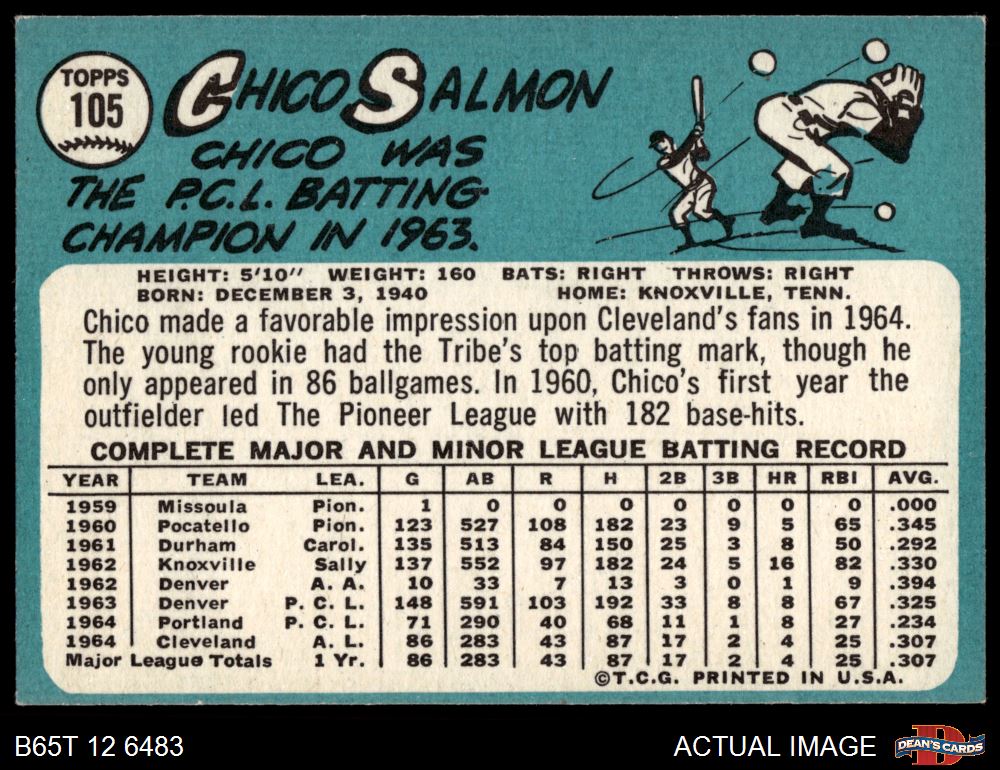 TOPPS
105
CHICO SALMON
CHICO WAS
THE P.C.L. BATTING
CHAMPION IN 1963.
HEIGHT: 5'10" WEIGHT: 160 BATS: RIGHT THROWS: RIGHT
BORN: DECEMBER 3, 1940 HOME: KNOXVILLE, TENN.
Chico made a favorable impression upon Cleveland's fans in 1964.
The young rookie had the Tribe's top batting mark, though he
only appeared in 86 ballgames. In 1960, Chico's first year the
outfielder led The Pioneer League with 182 base-hits.
COMPLETE MAJOR AND MINOR LEAGUE BATTING RECORD
YEAR TEAM LEA. G AB R H 2B 3B HR RBI AVG.
1959 Missoula Pion. 1 0 0 0 0 0 0 0 .000
1960 Pocatello Pion. 123 527 108 182 23 9 5 65 .345
1961 Durham Carol. 135 513 84 150 25 3 8 50 .292
1962 Knoxville Sally 137 552 97 182 24 5 16 82 .330
1962 Denver A. A. 10 33 7 13 3 0 1 9 .394
1963 Denver P. C. L. 148 591 103 192 33 8 8 67 .325
1964 Portland P. C. L. 71 290 40 68 11 1 8 27 .234
1964 Cleveland A. L. 86 283 43 87 17 2 4 25 .307
Major League Totals 1 Yr. 86 283 43 87 17 2 4 25 .307
©T.C.G. PRINTED IN U.S.A.
B65T 12 6483 ACTUAL IMAGE DEAN'S CARDS